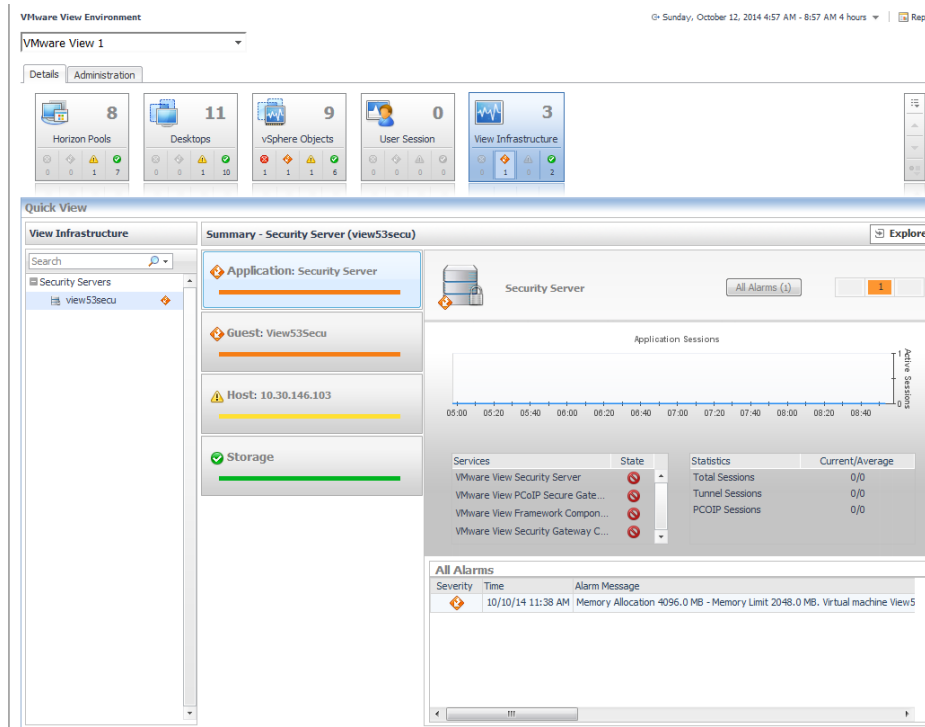 VMware View Environment
Sunday, October 12, 2014 4:57 AM - 8:57 AM 4 hours
Rep
VMware View 1
Details Administration
8 11 9 0 3
Horizon Pools Desktops vSphere Objects User Session View Infrastructure
0 0 1 7 0 0 1 10 1 1 1 6 0 0 0 0 0 1 0 2
Quick View
View Infrastructure
Summary - Security Server (view53secu)
Explore
Search
Security Servers
view53secu
Application: Security Server
Guest: View53Secu
Host: 10.30.146.103
Storage
Security Server
All Alarms (1)
1
Application Sessions
1
Active Sessions
0
05:00 05:20 05:40 06:00 06:20 06:40 07:00 07:20 07:40 08:00 08:20 08:40
Services State
VMware View Security Server
VMware View PCoIP Secure Gate...
VMware View Framework Compon...
VMware View Security Gateway C...
Statistics Current/Average
Total Sessions 0/0
Tunnel Sessions 0/0
PCOIP Sessions 0/0
All Alarms
Severity Time Alarm Message
10/10/14 11:38 AM Memory Allocation 4096.0 MB - Memory Limit 2048.0 MB. Virtual machine View5